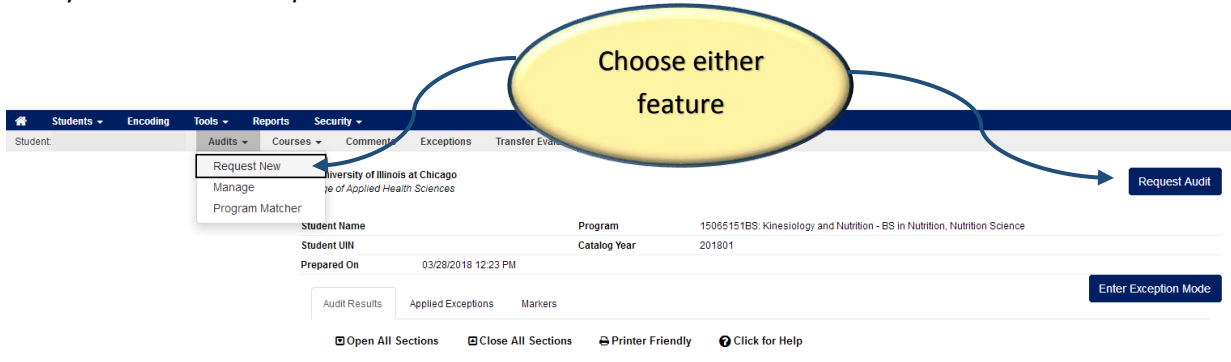 Choose either
feature
Students Encoding Tools Reports Security
Student: Audits Courses Comments Exceptions Transfer
Request New
Manage
Program Matcher
University of Illinois at Chicago
of Applied Health Sciences
Request Audit
Student Name Program 15065151BS: Kinesiology and Nutrition - BS in Nutrition, Nutrition Science
Student UIN Catalog Year 201801
Prepared On 03/28/2018 12:23 PM
Enter Exception Mode
Audit Results Applied Exceptions Markers
Open All Sections Close All Sections Printer Friendly Click for Help